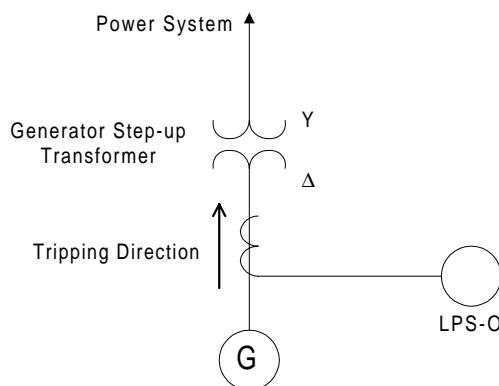 Power System
Y
Generator Step-up
Transformer
Δ
Tripping Direction
LPS-O
G